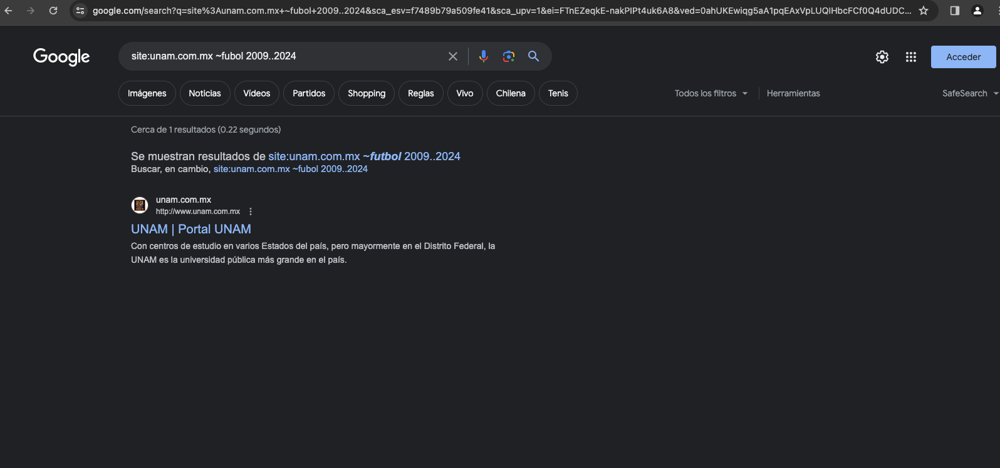 google.com/search?q=site%3Aunam.com.mx+~fubol+2009..2024&sca_esv=f7489b79a509fe41&sca_upv=1&ei=FTnEZeqkE-nakPIPt4uk6A8&ved=0ahUKEwiqg5aA1pqEAxVpLUQIHbcFCf0Q4dUDC...
Google
site:unam.com.mx ~fubol 2009..2024
Acceder
Imágenes Noticias Vídeos Partidos Shopping Reglas Vivo Chilena Tenis Todos los filtros Herramientas SafeSearch
Cerca de 1 resultados (0.22 segundos)
Se muestran resultados de site:unam.com.mx ~futbol 2009..2024
Buscar, en cambio, site:unam.com.mx ~fubol 2009..2024
unam.com.mx
http://www.unam.com.mx
UNAM | Portal UNAM
Con centros de estudio en varios Estados del país, pero mayormente en el Distrito Federal, la
UNAM es la universidad pública más grande en el país.